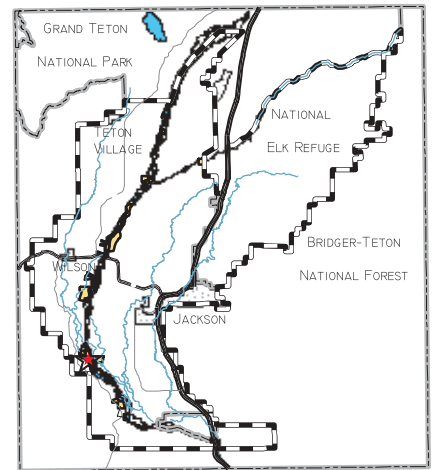 GRAND TETON
NATIONAL PARK
TETON
VILLAGE
NATIONAL
ELK REFUGE
BRIDGER-TETON
NATIONAL FOREST
WILSON
JACKSON